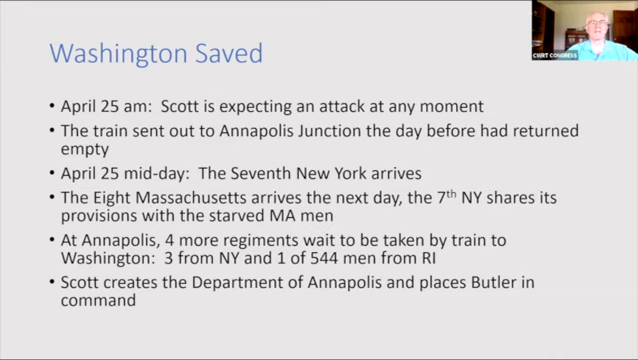 Washington Saved
CURT CONGRESS
• April 25 am: Scott is expecting an attack at any moment
• The train sent out to Annapolis Junction the day before had returned
empty
• April 25 mid-day: The Seventh New York arrives
• The Eight Massachusetts arrives the next day, the 7th NY shares its
provisions with the starved MA men
• At Annapolis, 4 more regiments wait to be taken by train to
Washington: 3 from NY and 1 of 544 men from RI
• Scott creates the Department of Annapolis and places Butler in
command